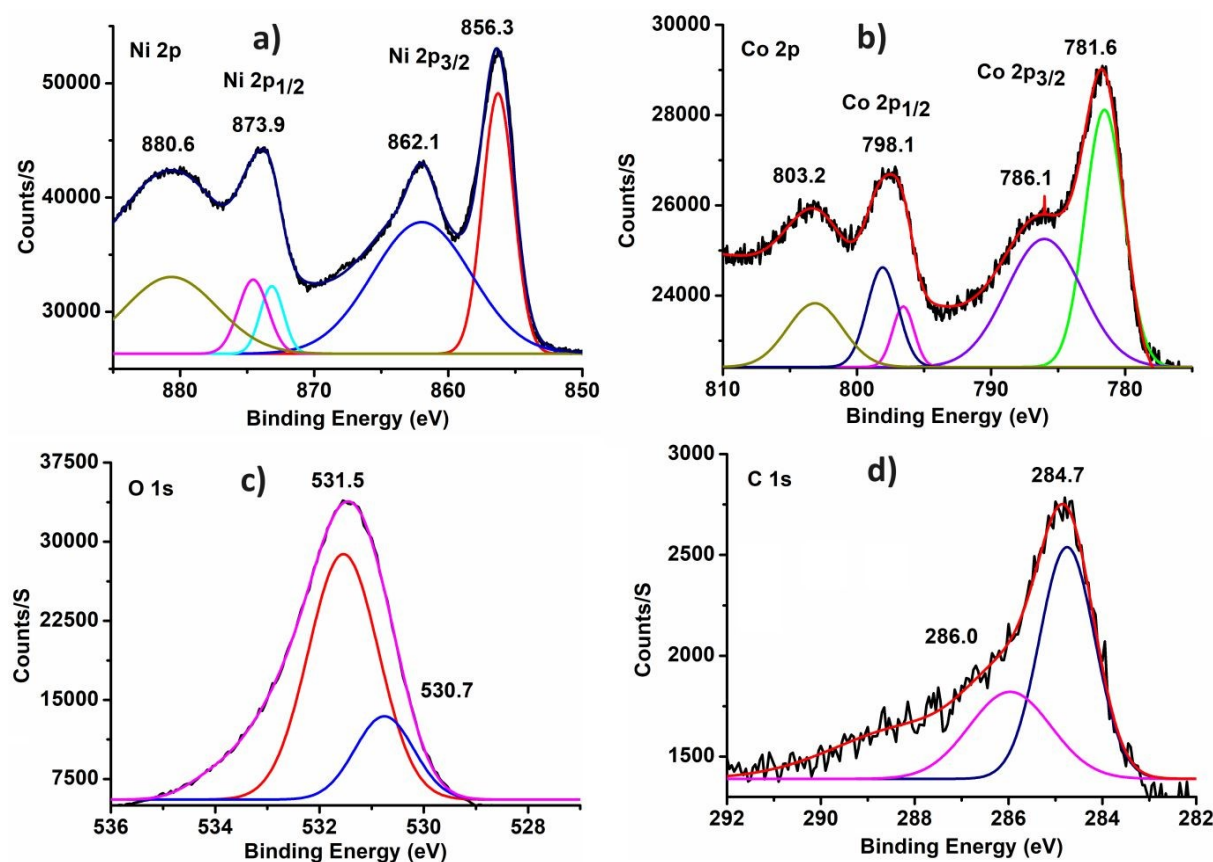 a)
Ni 2p
Ni 2p1/2
Ni 2p3/2
856.3
873.9
862.1
880.6
50000
40000
30000
Counts/S
880 870 860 850
Binding Energy (eV)
b)
Co 2p
Co 2p1/2
Co 2p3/2
781.6
798.1
786.1
803.2
30000
28000
26000
24000
Counts/S
810 800 790 780
Binding Energy (eV)
c)
O 1s
531.5
530.7
37500
30000
22500
15000
7500
Counts/S
536 534 532 530 528
Binding Energy (eV)
d)
C 1s
284.7
286.0
3000
2500
2000
1500
Counts/S
292 290 288 286 284 282
Binding Energy (eV)